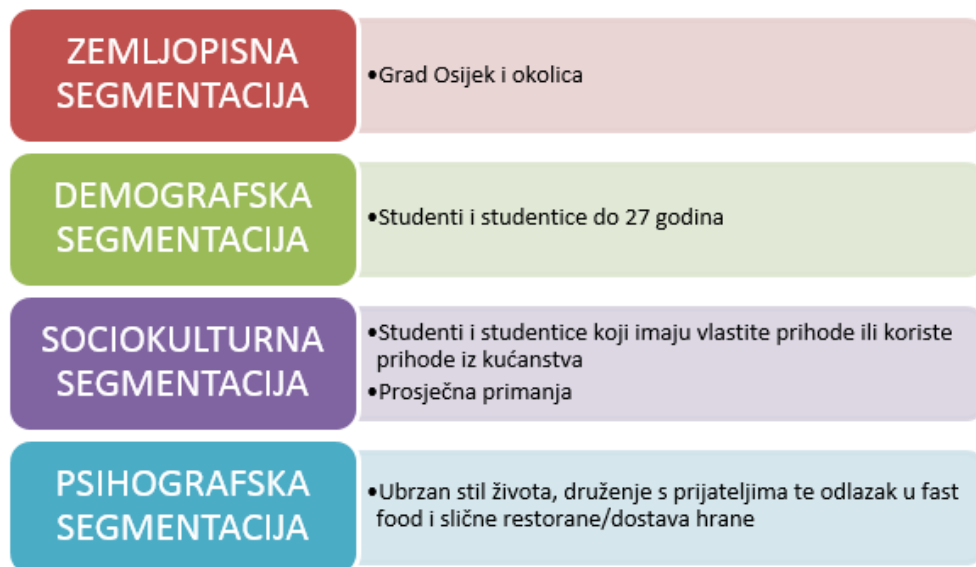 ZEMLJOPISNA
SEGMENTACIJA
•Grad Osijek i okolica
DEMOGRAFSKA
SEGMENTACIJA
•Studenti i studentice do 27 godina
SOCIOKULTURNA
SEGMENTACIJA
•Studenti i studentice koji imaju vlastite prihode ili koriste
prihode iz kućanstva
•Prosječna primanja
PSIHOGRAFSKA
SEGMENTACIJA
•Ubrzan stil života, druženje s prijateljima te odlazak u fast
food i slične restorane/dostava hrane